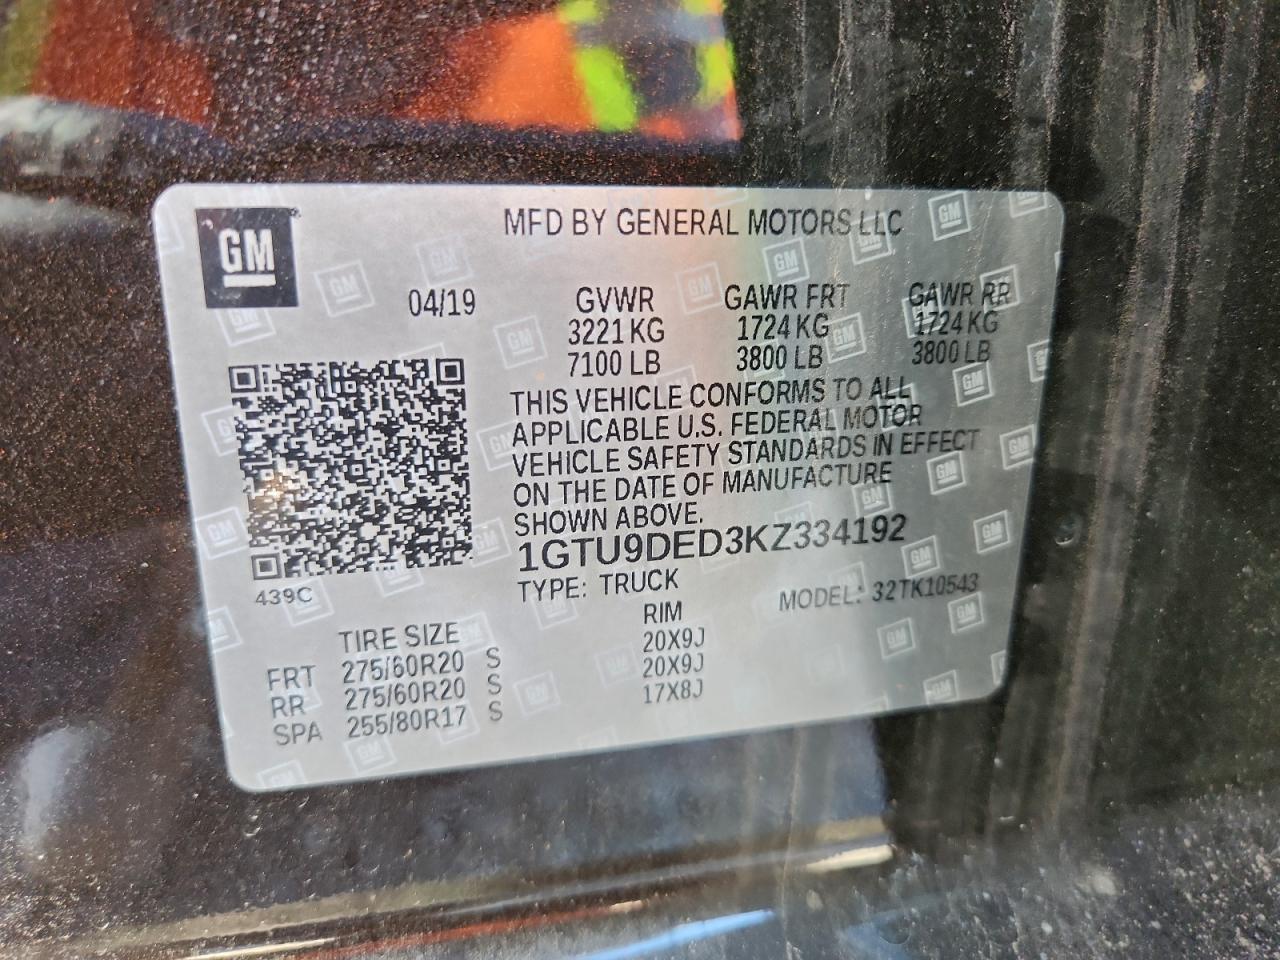 GM
MFD BY GENERAL MOTORS LLC
04/19
GVWR GAWR FRT GAWR RR
3221 KG 1724 KG 1724 KG
7100 LB 3800 LB 3800 LB
THIS VEHICLE CONFORMS TO ALL
APPLICABLE U.S. FEDERAL MOTOR
VEHICLE SAFETY STANDARDS IN EFFECT
ON THE DATE OF MANUFACTURE
SHOWN ABOVE.
1GTU9DED3KZ334192
TYPE: TRUCK MODEL: 32TK10543
439C
TIRE SIZE RIM
FRT 275/60R20 S 20X9J
RR 275/60R20 S 20X9J
SPA 255/80R17 S 17X8J